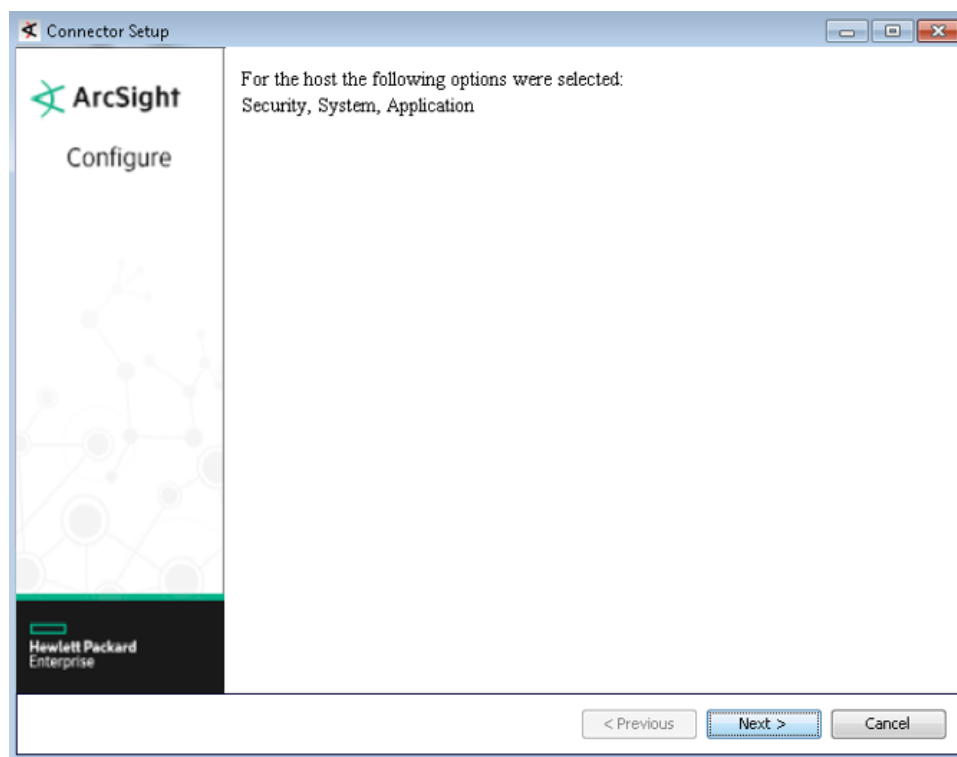 Connector Setup
ArcSight
Configure
For the host the following options were selected:
Security, System, Application
Hewlett Packard
Enterprise
< Previous
Next >
Cancel